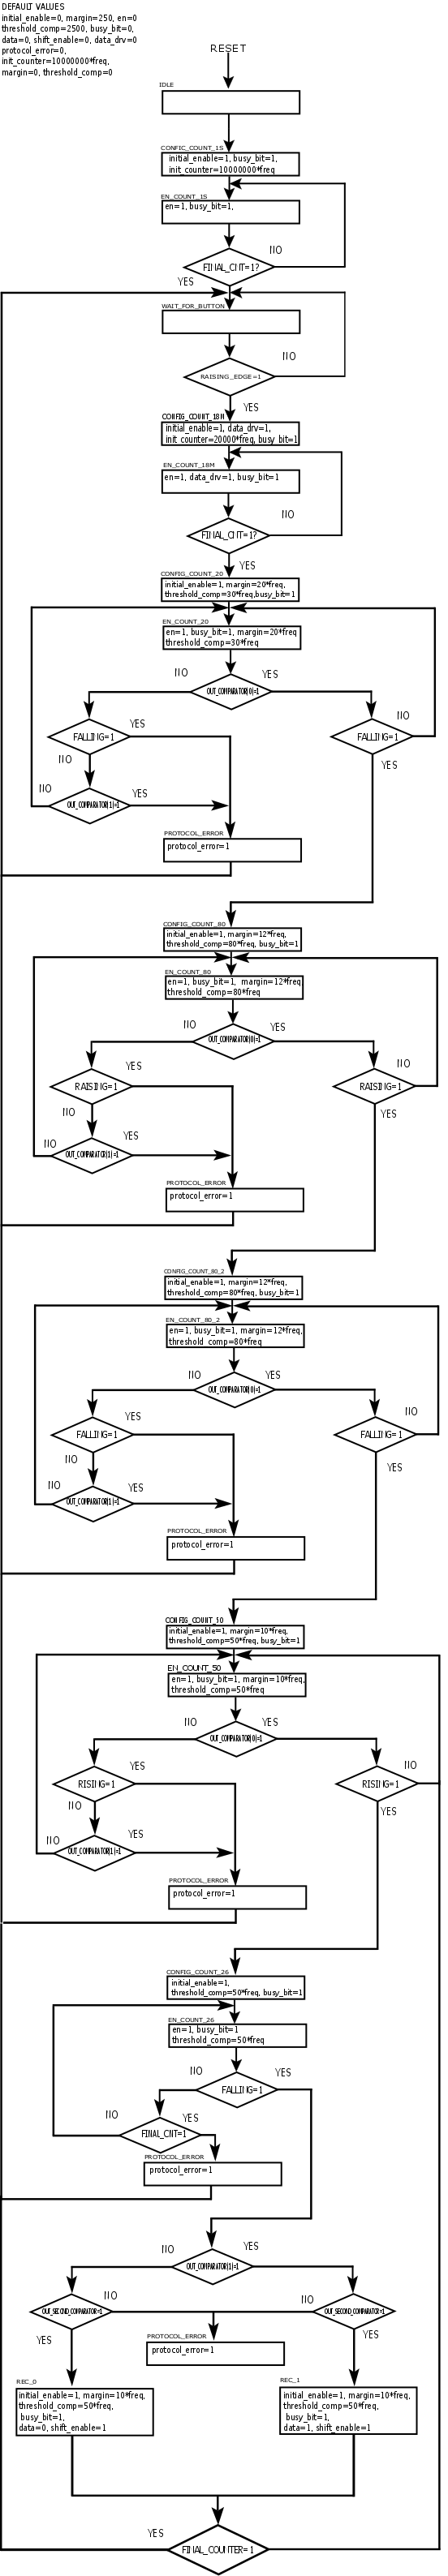 DEFAULT VALUES
initial_enable=0, margin=250, en=0
threshold_comp=2500, busy_bit=0,
data=0, shift_enable=0, data_drv=0
protocol_error=0,
init_counter=10000000*freq,
margin=0, threshold_comp=0
RESET
IDLE
CONFIC_COUNT_1S
initial_enable=1, busy_bit=1,
init_count=10000000*freq
EN_COUNT_1S
en=1, busy_bit=1,
NO
FINAL_CNT=1?
YES
WAIT_FOR_BUTTON
NO
RAISING_EDGE=1
YES
CONFIG_COUNT_18M
initial_enable=1, data_drv=1,
init_counter=20000*freq, busy_bit=1
EN_COUNT_18M
en=1, data_drv=1, busy_bit=1
NO
FINAL_CNT=1?
YES
CONFIG_COUNT_20
initial_enable=1, margin=20*freq,
threshold_comp=30*freq,busy_bit=1
EN_COUNT_20
en=1, busy_bit=1, margin=20*freq
threshold_comp=30*freq
NO
YES
OUT_COMPARATOR(0)=1
YES
NO
FALLING=1
FALLING=1
NO
YES
NO
YES
OUT_COMPARATOR(1)=1
PROTOCOL_ERROR
protocol_error=1
CONFIG_COUNT_80
initial_enable=1, margin=12*freq,
threshold_comp=80*freq, busy_bit=1
EN_COUNT_80
en=1, busy_bit=1, margin=12*freq
threshold_comp=80*freq
NO
YES
OUT_COMPARATOR(0)=1
YES
NO
RAISING=1
RAISING=1
NO
YES
NO
YES
OUT_COMPARATOR(1)=1
PROTOCOL_ERROR
protocol_error=1
CONFIG_COUNT_80_2
initial_enable=1, margin=12*freq,
threshold_comp=80*freq, busy_bit=1
EN_COUNT_80_2
en=1, busy_bit=1, margin=12*freq,
threshold_comp=80*freq
NO
YES
OUT_COMPARATOR(0)=1
YES
NO
FALLING=1
FALLING=1
NO
YES
NO
YES
OUT_COMPARATOR(1)=1
PROTOCOL_ERROR
protocol_error=1
CONFIG_COUNT_50
initial_enable=1, margin=10*freq,
threshold_comp=50*freq, busy_bit=1
EN_COUNT_50
en=1, busy_bit=1, margin=10*freq,
threshold_comp=50*freq
NO
YES
OUT_COMPARATOR(0)=1
YES
NO
RISING=1
RISING=1
NO
YES
NO
YES
OUT_COMPARATOR(1)=1
PROTOCOL_ERROR
protocol_error=1
CONFIG_COUNT_26
initial_enable=1,
threshold_comp=50*freq, busy_bit=1
EN_COUNT_26
en=1, busy_bit=1
threshold_comp=50*freq
NO
YES
FALLING=1
NO
YES
FINAL_CNT=1
PROTOCOL_ERROR
protocol_error=1
NO
YES
OUT_COMPARATOR(1)=1
NO
NO
OUT_SECOND_COMPARATOR=1
OUT_SECOND_COMPARATOR=1
YES
PROTOCOL_ERROR
YES
protocol_error=1
REC_0
REC_1
initial_enable=1, margin=10*freq,
threshold_comp=50*freq,
busy_bit=1,
data=0, shift_enable=1
initial_enable=1, margin=10*freq,
threshold_comp=50*freq,
busy_bit=1,
data=1, shift_enable=1
YES
FINAL_COUNTER=1